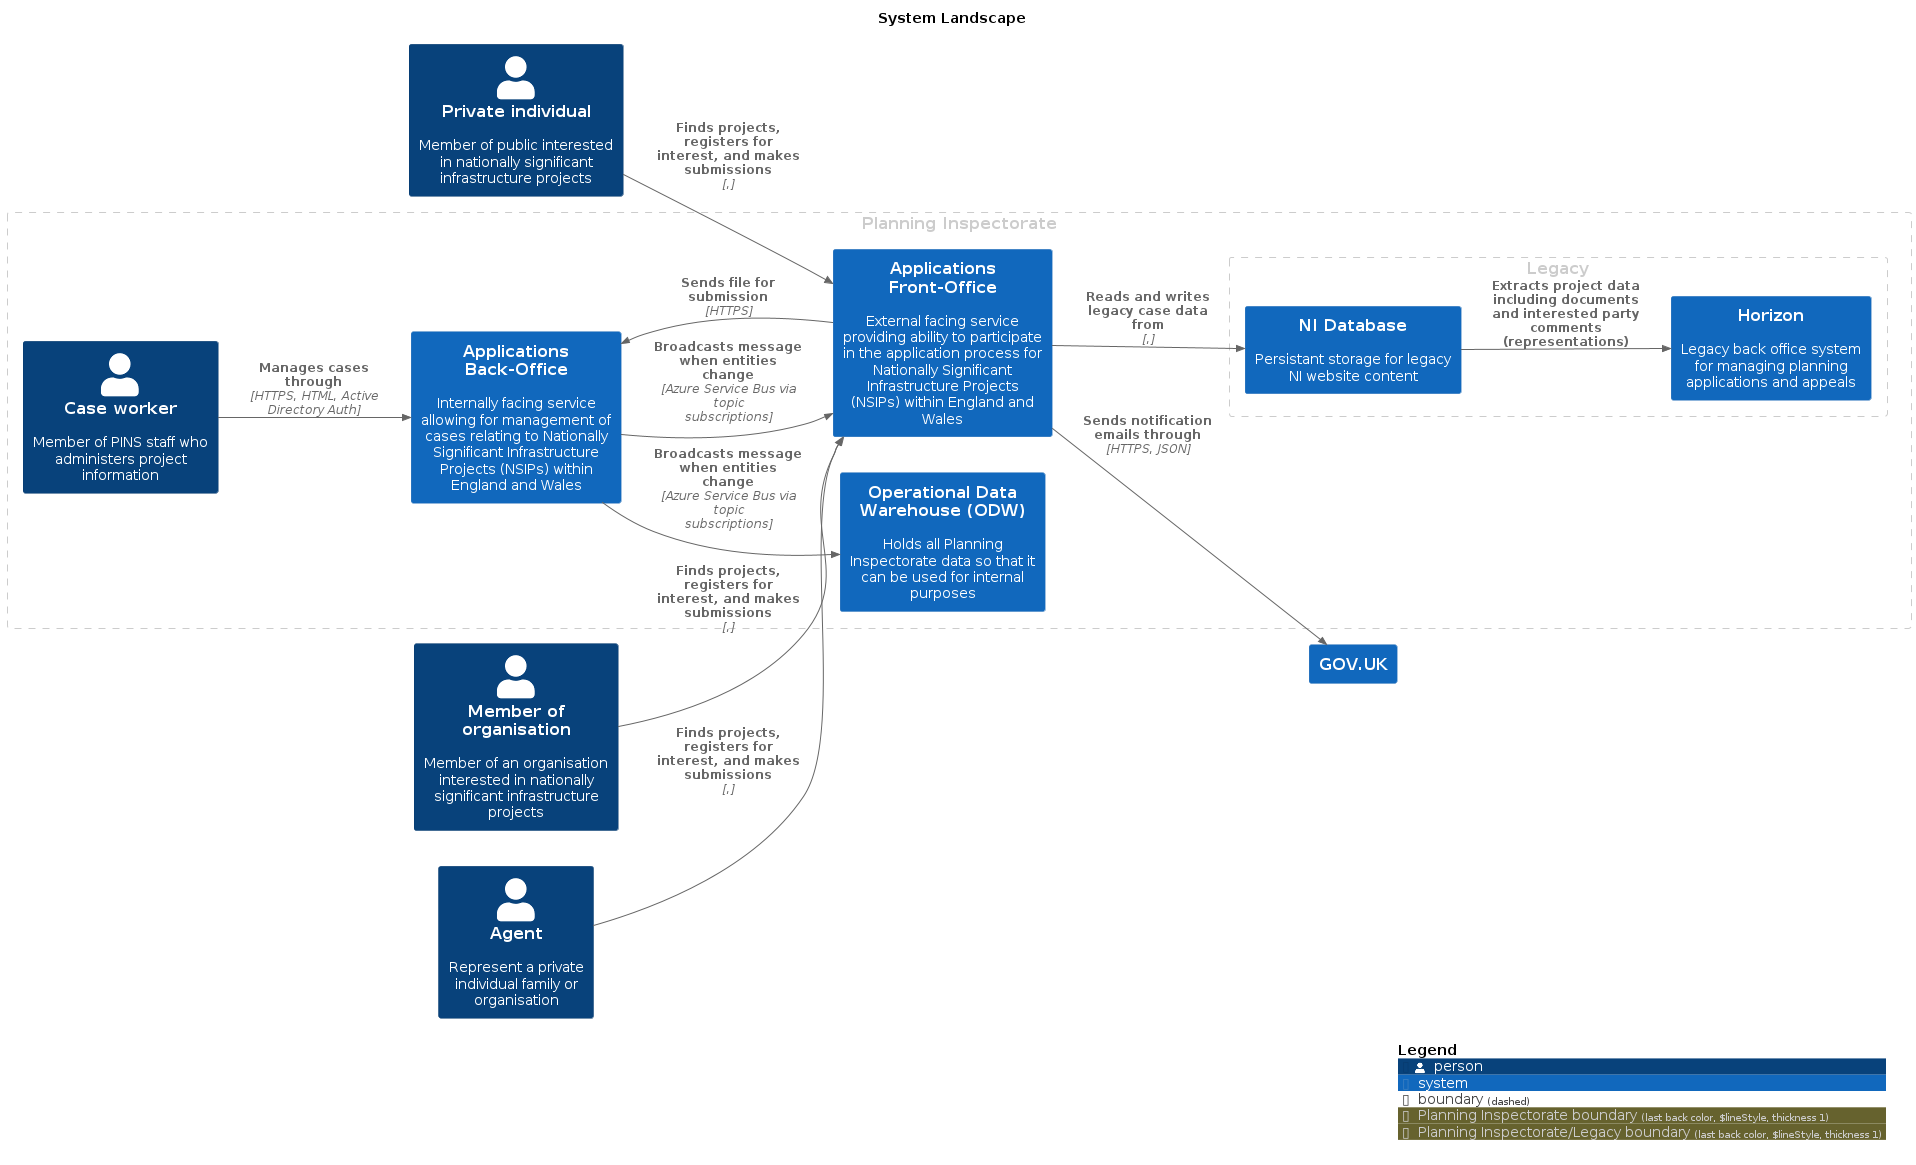 System Landscape
Private individual
Member of public interested
in nationally significant
infrastructure projects
Finds projects,
registers for
interest, and makes
submissions
[,]
Planning Inspectorate
Case worker
Member of PINS staff who
administers project
information
Manages cases
through
[HTTPS, HTML, Active
Directory Auth]
Applications
Back-Office
Internally facing service
allowing for management of
cases relating to Nationally
Significant Infrastructure
Projects (NSIPs) within
England and Wales
Sends file for
submission
[HTTPS]
Broadcasts message
when entities
change
[Azure Service Bus via
topic
subscriptions]
Broadcasts message
when entities
change
[Azure Service Bus via
topic
subscriptions]
Applications
Front-Office
External facing service
providing ability to participate
in the application process for
Nationally Significant
Infrastructure Projects
(NSIPs) within England and
Wales
Operational Data
Warehouse (ODW)
Holds all Planning
Inspectorate data so that it
can be used for internal
purposes
Reads and writes
legacy case data
from
[,]
Sends notification
emails through
[HTTPS, JSON]
Legacy
NI Database
Persistant storage for legacy
NI website content
Extracts project data
including documents
and interested party
comments
(representations)
Horizon
Legacy back office system
for managing planning
applications and appeals
GOV.UK
Finds projects,
registers for
interest, and makes
submissions
[,]
Member of
organisation
Member of an organisation
interested in nationally
significant infrastructure
projects
Finds projects,
registers for
interest, and makes
submissions
[,]
Agent
Represent a private
individual family or
organisation
Legend
person
system
boundary (dashed)
Planning Inspectorate boundary (last back color, $lineStyle, thickness 1)
Planning Inspectorate/Legacy boundary (last back color, $lineStyle, thickness 1)